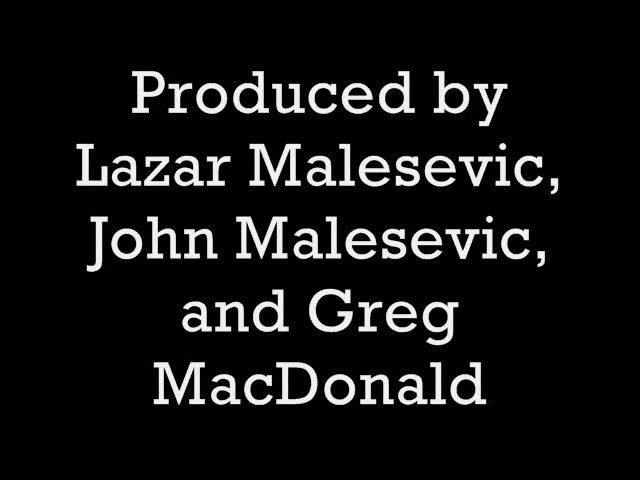 Produced by
Lazar Malesevic,
John Malesevic,
and Greg
MacDonald